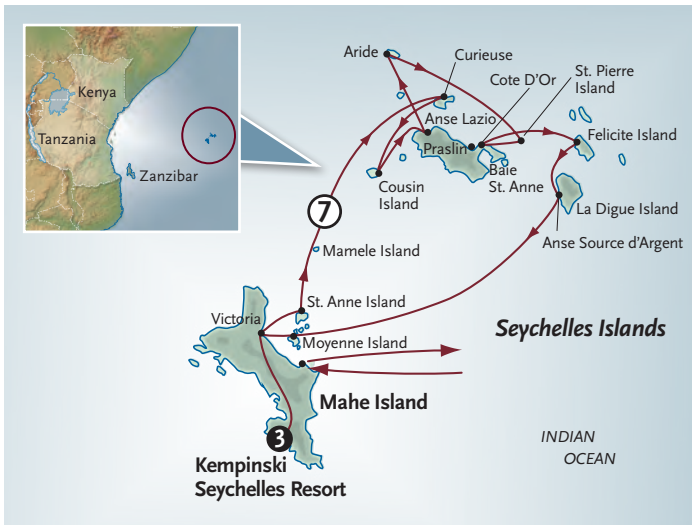 Kenya
Tanzania
Zanzibar
Aride
Curieuse
Cote D'Or
St. Pierre
Island
Anse Lazio
Praslin
Baie
St. Anne
Felicite Island
Cousin
Island
La Digue Island
Anse Source d'Argent
7
Mamele Island
St. Anne Island
Victoria
Moyenne Island
Seychelles Islands
Mahe Island
3
Kempinski
Seychelles Resort
INDIAN
OCEAN